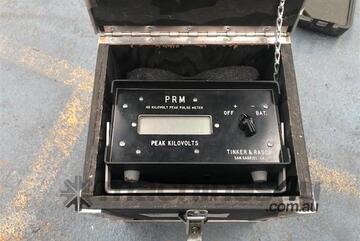 PRM
40 KILOVOLT PEAK PULSE METER
+ -
OFF BAT.
PEAK KILOVOLTS
TINKER & RASOR
SAN GABRIEL CA.
.com.au